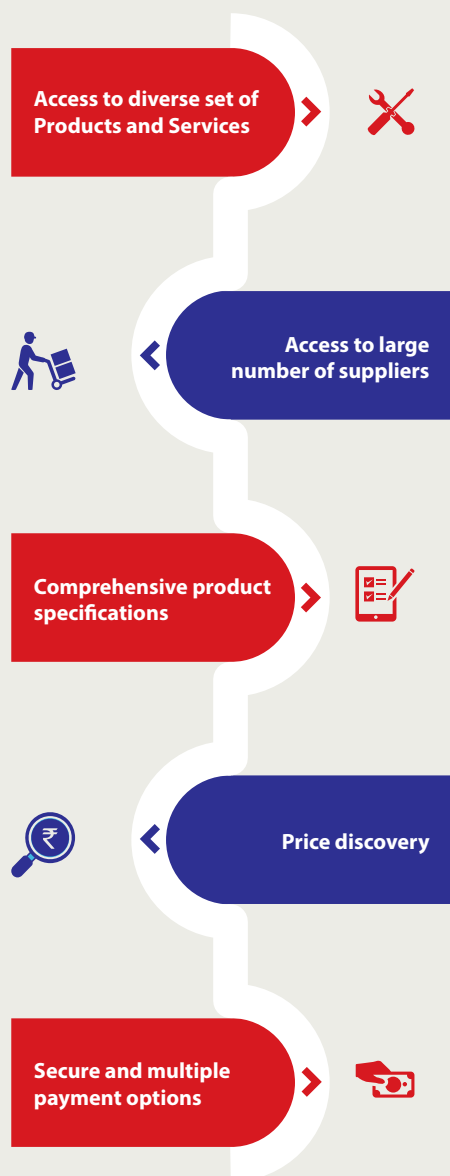 Access to diverse set of
Products and Services
Access to large
number of suppliers
Comprehensive product
specifications
₹
Price discovery
Secure and multiple
payment options